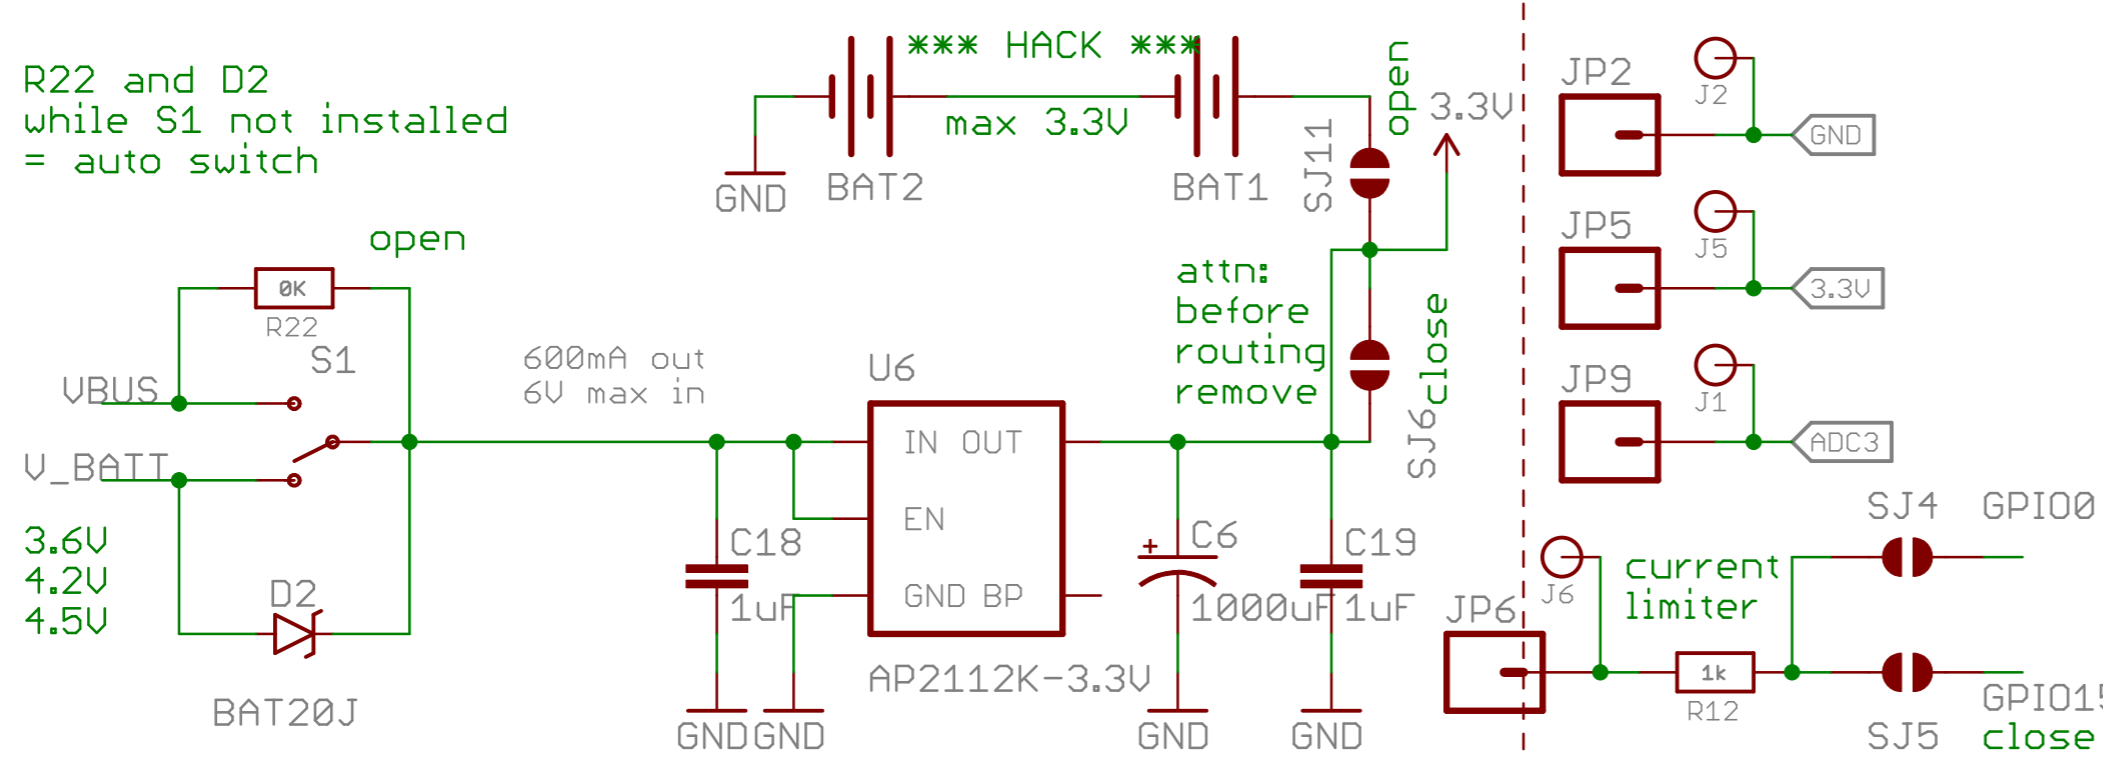 R22 and D2
while S1 not installed
= auto switch
*** HACK ***
max 3.3V
GND
BAT2
BAT1
SJ11
open
3.3V
open
0K
R22
S1
VBUS
V_BATT
3.6V
4.2V
4.5V
D2
BAT20J
600mA out
6V max in
U6
IN OUT
EN
GND BP
AP2112K-3.3V
C18
1uF
GND
GND
attn:
before
routing
remove
close
SJ6
+
C6
1000uF
GND
C19
1uF
GND
JP2
J2
GND
JP5
J5
3.3V
JP9
J1
ADC3
SJ4
GPIO0
J6
current
limiter
JP6
1k
R12
SJ5
GPIO15
close